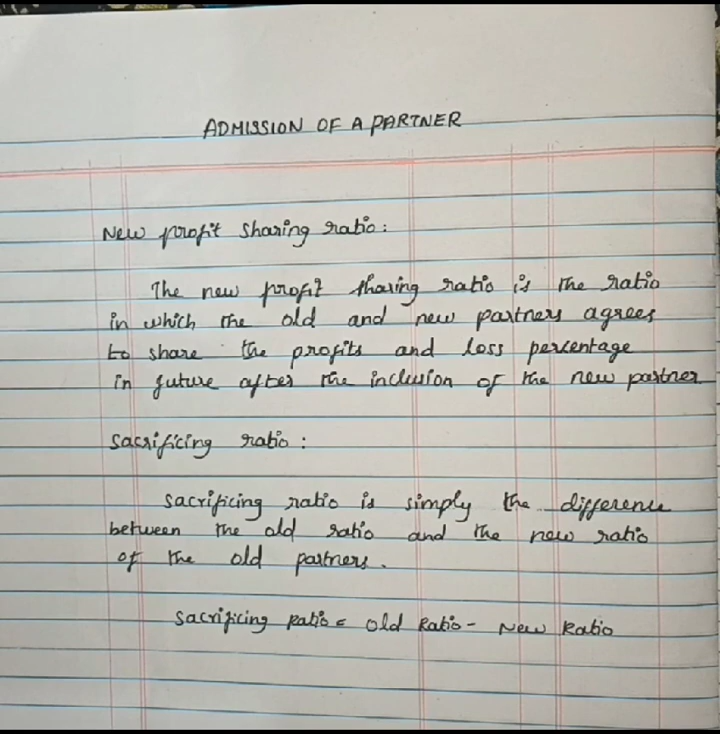 ADMISSION OF A PARTNER
New profit sharing ratio:
The new profit sharing ratio is the ratio
in which the old and new partners agrees
to share the profits and loss percentage
in future after the inclusion of the new partner
Sacrificing ratio:
Sacrificing ratio is simply the difference
between the old ratio and the new ratio
of the old partners.
Sacrificing Ratio = Old Ratio - New Ratio